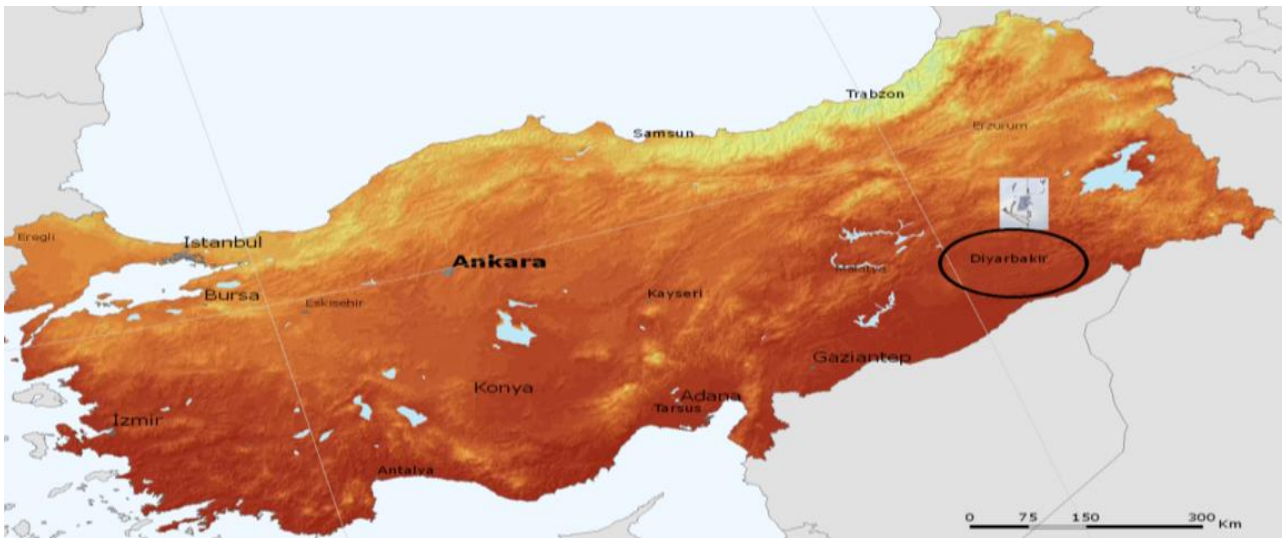 Trabzon
Samsun
Erzurum
Eregli
Istanbul
Ankara
Diyarbakir
Malatya
Bursa
Eskisehir
Kayseri
Gaziantep
Konya
Adana
Tarsus
Izmir
Antalya
0 75 150 300 Km